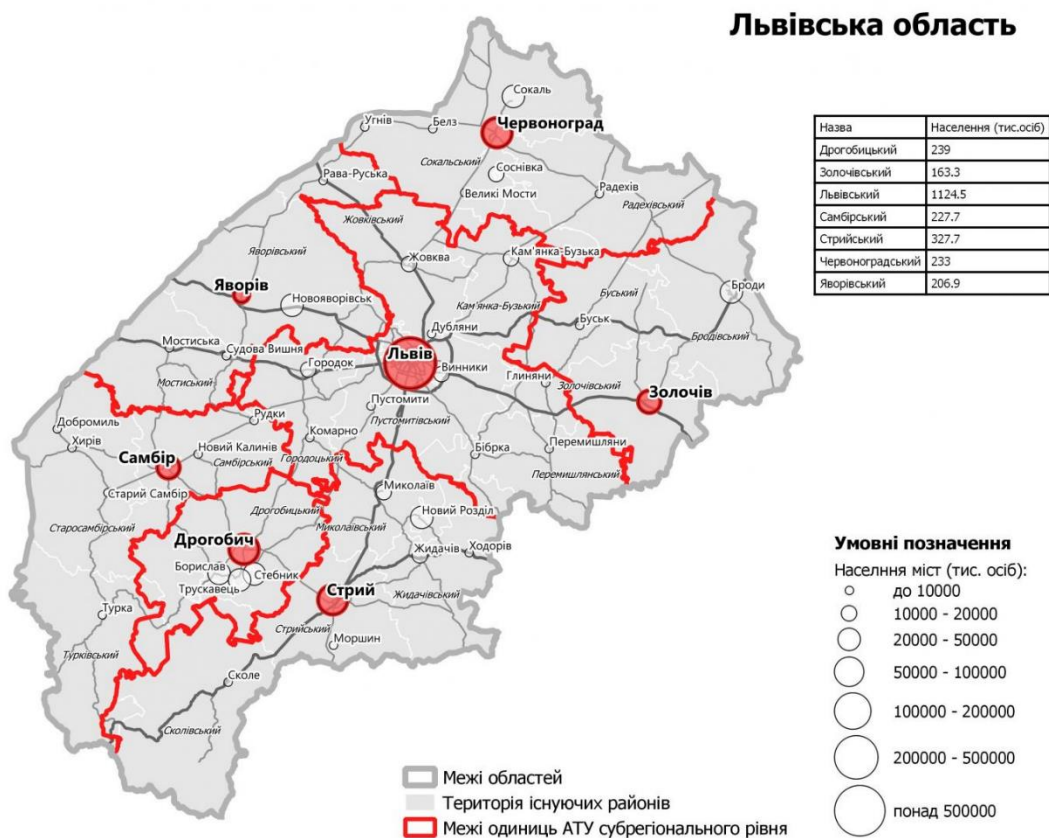 Львівська область
Назва Населення (тис.осіб)
Дрогобицький 239
Золочівський 163.3
Львівський 1124.5
Самбірський 227.7
Стрийський 327.7
Червоноградський 233
Яворівський 206.9
Сокаль
Угнів
Белз
Червоноград
Сокальський
Соснівка
Рава-Руська
Великі Мости
Радехів
Радехівський
Жовківський
Яворівський
Жовква
Кам'янка-Бузька
Яворів
Новояворівськ
Кам'янка-Бузький
Буський
Броди
Дубляни
Буськ
Бродівський
Мостиська
Судова Вишня
Львів
Городок
Винники
Мостиський
Глиняни
Золочівський
Золочів
Пустомити
Рудки
Пустомитівський
Добромиль
Хирів
Комарно
Новий Калинів
Бібрка
Перемишляни
Самбір
Самбірський
Городоцький
Перемишлянський
Старий Самбір
Миколаїв
Старосамбірський
Дрогобицький
Новий Розділ
Миколаївський
Дрогобич
Жидачів
Ходорів
Борислав
Стебник
Трускавець
Стрий
Жидачівський
Турка
Стрийський
Моршин
Турківський
Сколе
Сколівський
Умовні позначення
Населння міст (тис. осіб):
до 10000
10000 - 20000
20000 - 50000
50000 - 100000
100000 - 200000
200000 - 500000
понад 500000
Межі областей
Територія існуючих районів
Межі одиниць АТУ субрегіонального рівня